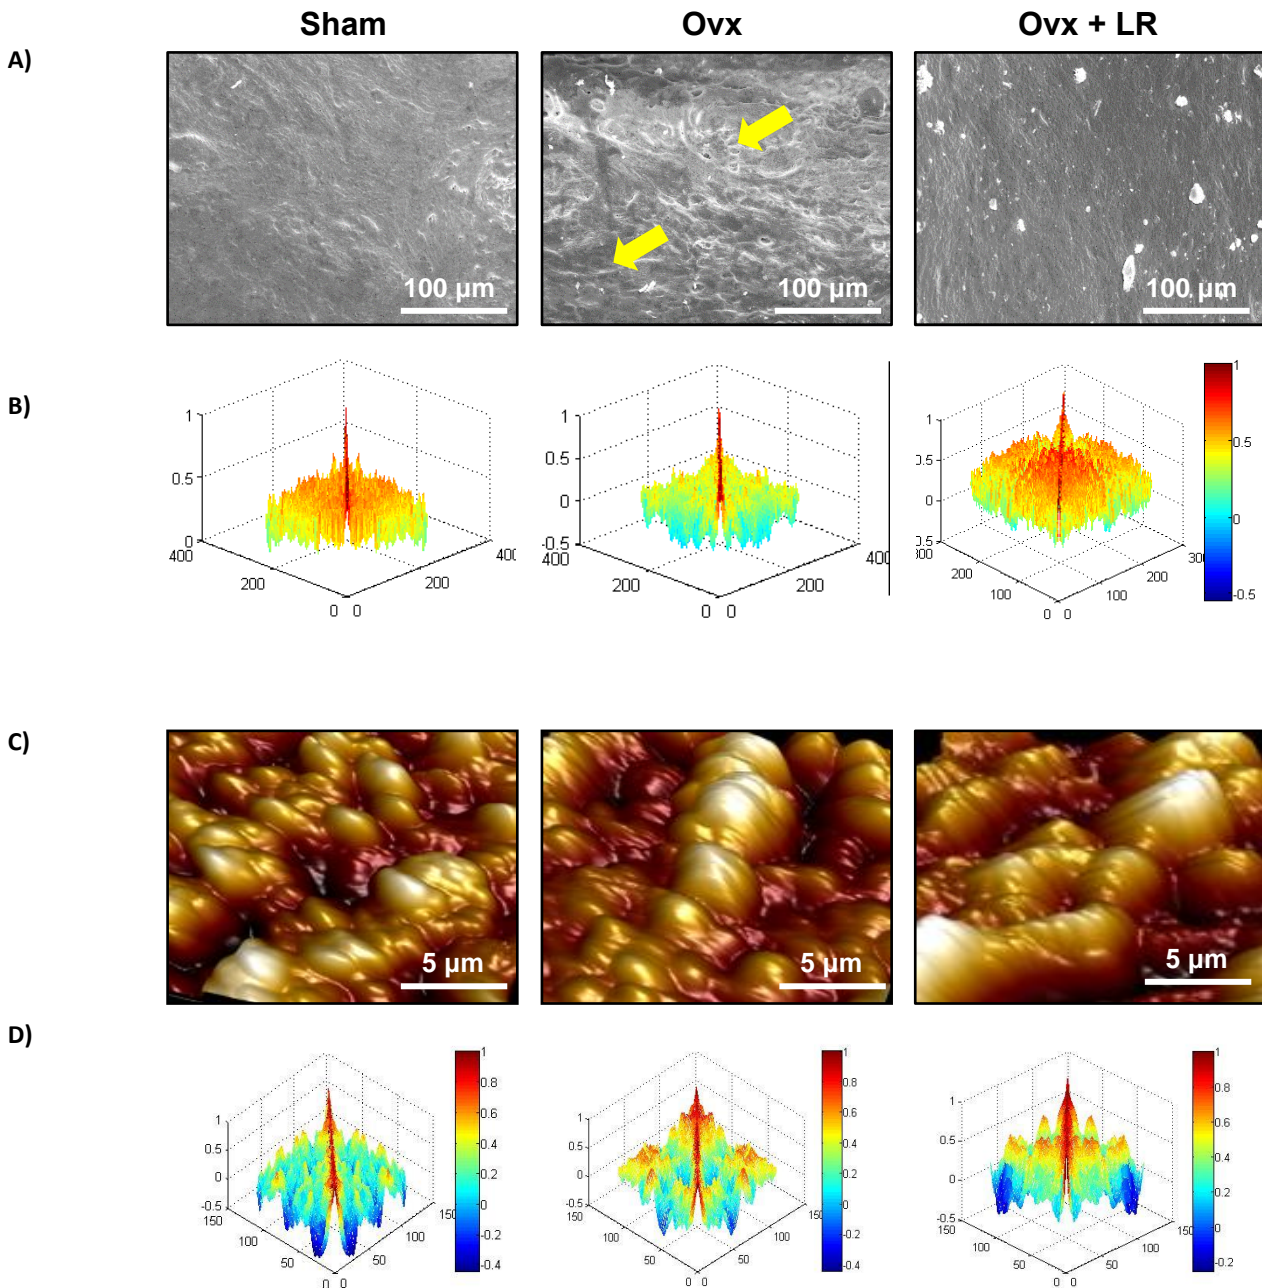 Sham Ovx Ovx + LR
A)
100 µm 100 µm 100 µm
B)
1 0.5 0 400 200 0 0 200 40
1 0.5 0 -0.5 400 200 0 0 200 400
1 0.5 0 0.5 300 200 100 0 0 100 200 30
1 0.5 0 -0.5
C)
5 µm 5 µm 5 µm
D)
1 0.5 0 -0.5 150 100 50 0 0 50 100 150
1 0.8 0.6 0.4 0.2 0 -0.2 -0.4
1 0.5 0 -0.5 150 100 50 0 0 50 100 150
1 0.8 0.6 0.4 0.2 0 -0.2 -0.4
1 0.5 0 -0.5 150 100 50 0 0 50 100 15
1 0.8 0.6 0.4 0.2 0 -0.2